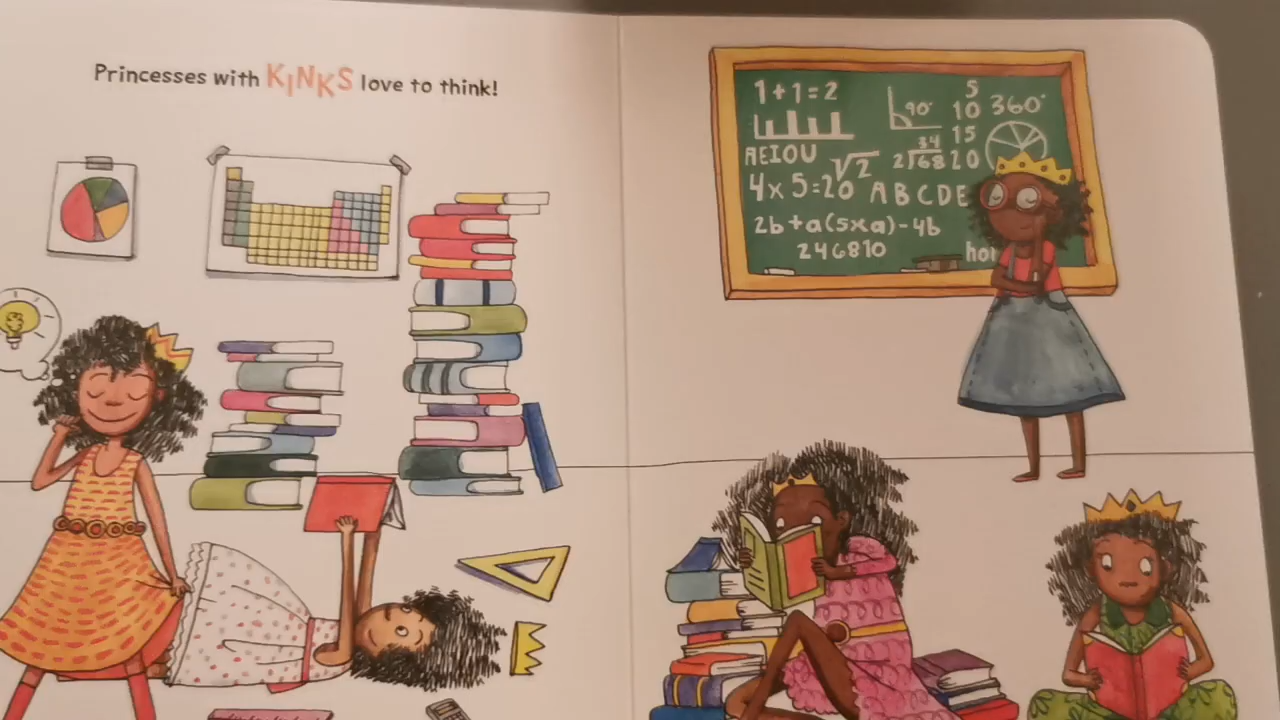 Princesses with KINKS love to think!
1+1=2
90°
5
10
15
20
360°
AEIOU
√2
34
2)68
4x5=20
ABCDE
2b+a(5xa)-4b
246810